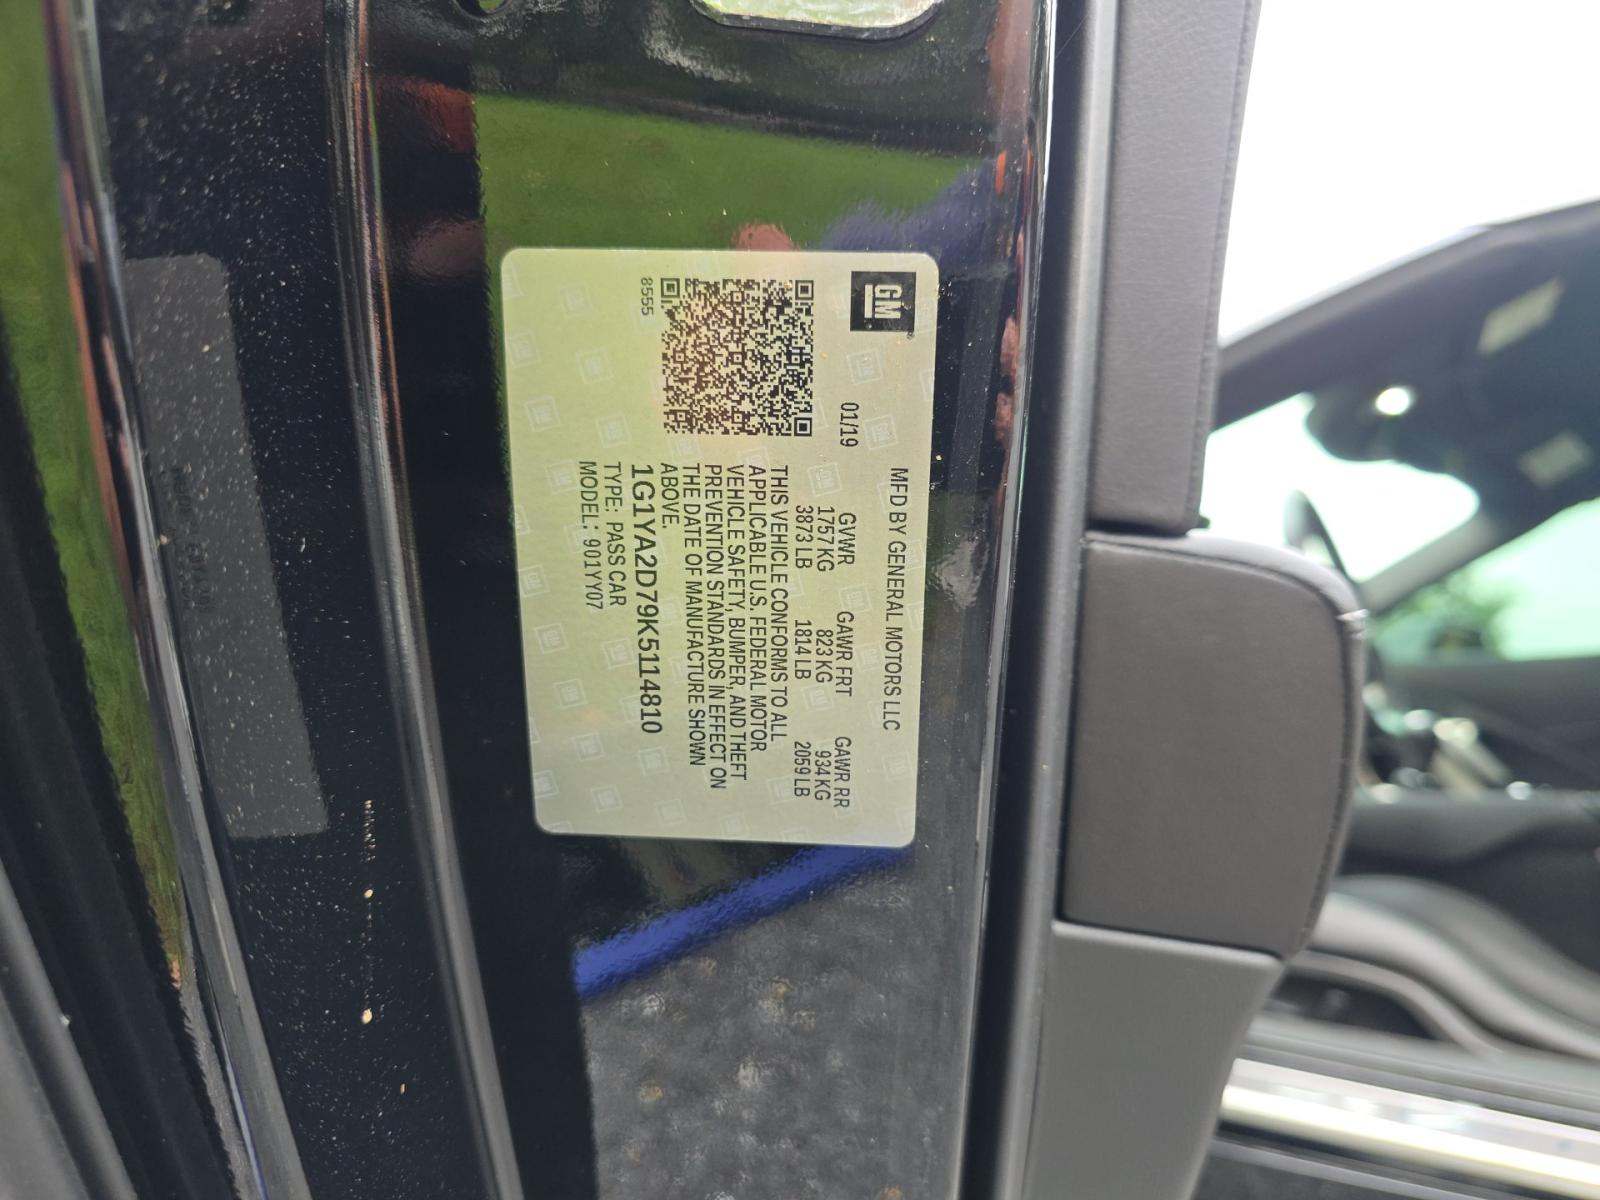 GM
MFD BY GENERAL MOTORS LLC
01/19
GVWR GAWR FRT GAWR RR
1757 KG 823 KG 934 KG
3873 LB 1814 LB 2059 LB
THIS VEHICLE CONFORMS TO ALL
APPLICABLE U.S. FEDERAL MOTOR
VEHICLE SAFETY, BUMPER, AND THEFT
PREVENTION STANDARDS IN EFFECT ON
THE DATE OF MANUFACTURE SHOWN
ABOVE.
8555
1G1YA2D79K5114810
TYPE: PASS CAR
MODEL: 901YY07